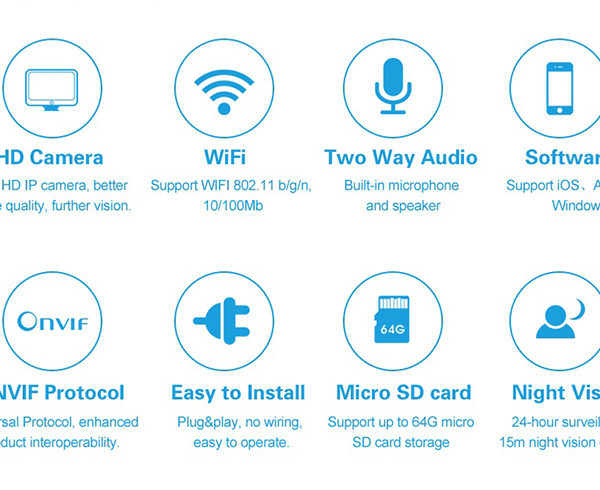 HD Camera
WiFi
Two Way Audio
Softwar
HD IP camera, better
quality, further vision.
Support WIFI 802.11 b/g/n,
10/100Mb
Built-in microphone
and speaker
Support iOS、A
Window
ONVIF
64G
NVIF Protocol
Easy to Install
Micro SD card
Night Vis
rsal Protocol, enhanced
duct interoperability.
Plug&play, no wiring,
easy to operate.
Support up to 64G micro
SD card storage
24-hour surveil
15m night vision